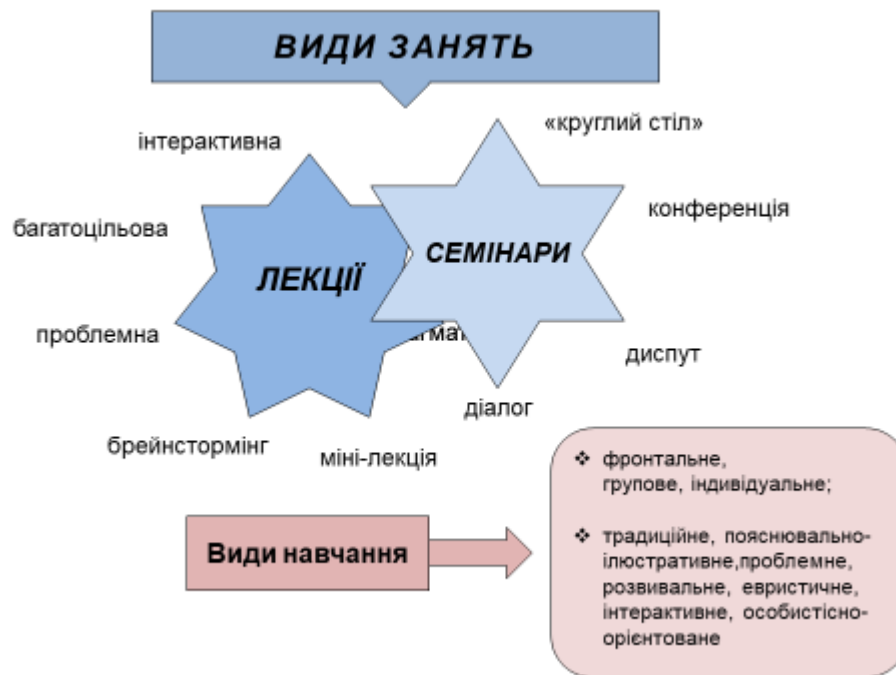 ВИДИ ЗАНЯТЬ
інтерактивна
багатоцільова
проблемна
брейнстормінг
міні-лекція
ЛЕКЦІЇ
«круглий стіл»
конференція
СЕМІНАРИ
диспут
діалог
Види навчання
❖ фронтальне,
групове, індивідуальне;
❖ традиційне, пояснювально-
ілюстративне,проблемне,
розвивальне, евристичне,
інтерактивне, особистісно-
орієнтоване